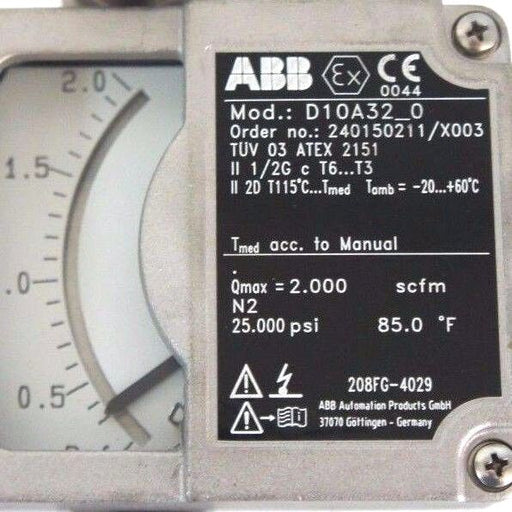 2.0
1.5
.0
0.5
ABB Ex CE
0044
Mod.: D10A32_0
Order no.: 240150211/X003
TÜV 03 ATEX 2151
II 1/2G c T6...T3
II 2D T115°C...Tmed Tamb = -20...+60°C
Tmed acc. to Manual
.
Qmax = 2.000 scfm
N2
25.000 psi 85.0 °F
208FG-4029
ABB Automation Products GmbH
37070 Göttingen - Germany